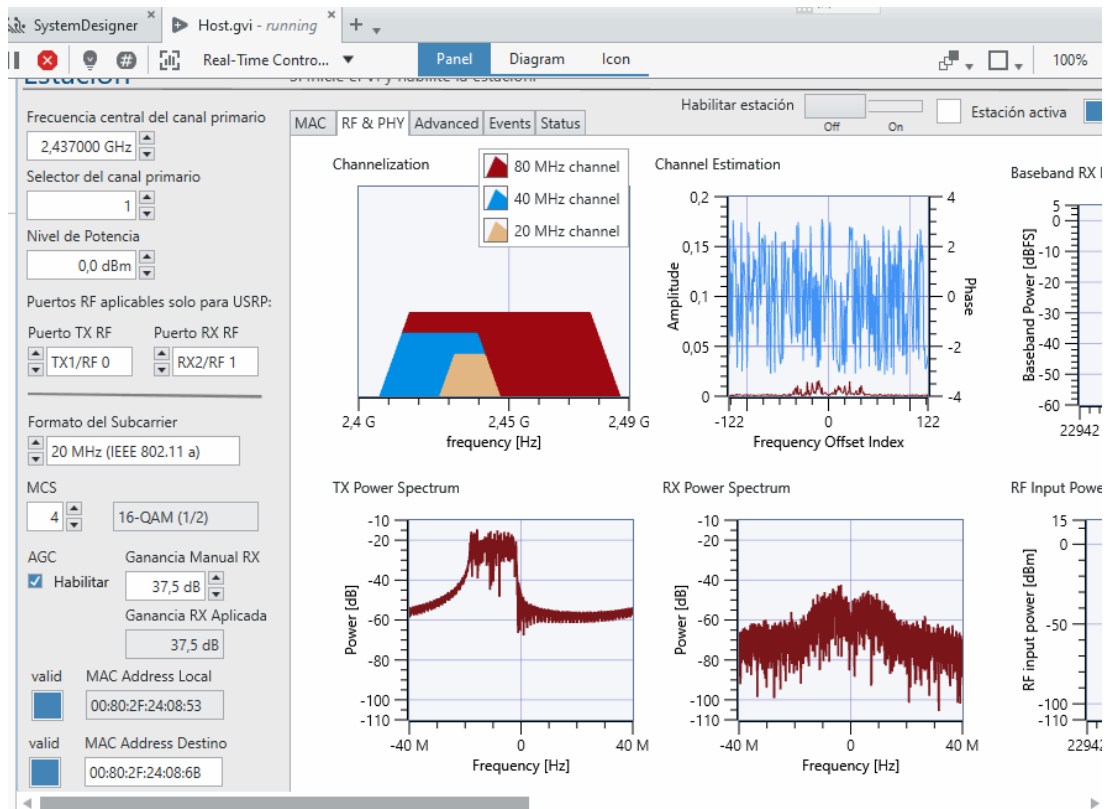 SystemDesigner
Host.gvi - running
Real-Time Contro...
Panel
Diagram
Icon
100%
Estación
Si inicie el VI y habilite la estación.
Frecuencia central del canal primario
2,437000 GHz
Selector del canal primario
1
Nivel de Potencia
0,0 dBm
Puertos RF aplicables solo para USRP:
Puerto TX RF
Puerto RX RF
TX1/RF 0
RX2/RF 1
Formato del Subcarrier
20 MHz (IEEE 802.11 a)
MCS
4
16-QAM (1/2)
AGC
Habilitar
Ganancia Manual RX
37,5 dB
Ganancia RX Aplicada
37,5 dB
valid
MAC Address Local
00:80:2F:24:08:53
valid
MAC Address Destino
00:80:2F:24:08:6B
MAC
RF & PHY
Advanced
Events
Status
Habilitar estación
Off
On
Estación activa
Channelization
80 MHz channel
40 MHz channel
20 MHz channel
2,4 G
2,45 G
2,49 G
frequency [Hz]
Channel Estimation
0,2
0,15
0,1
0,05
0
Amplitude
4
2
0
-2
-4
Phase
-122
0
122
Frequency Offset Index
Baseband RX
5
0
-10
-20
-30
-40
-50
-60
Baseband Power [dBFS]
22942
TX Power Spectrum
-10
-20
-40
-60
-80
-100
-110
Power [dB]
-40 M
0
40 M
Frequency [Hz]
RX Power Spectrum
-10
-20
-40
-60
-80
-100
-110
Power [dB]
-40 M
0
40 M
Frequency [Hz]
RF Input Powe
15
0
-50
-100
-110
RF input power [dBm]
22942